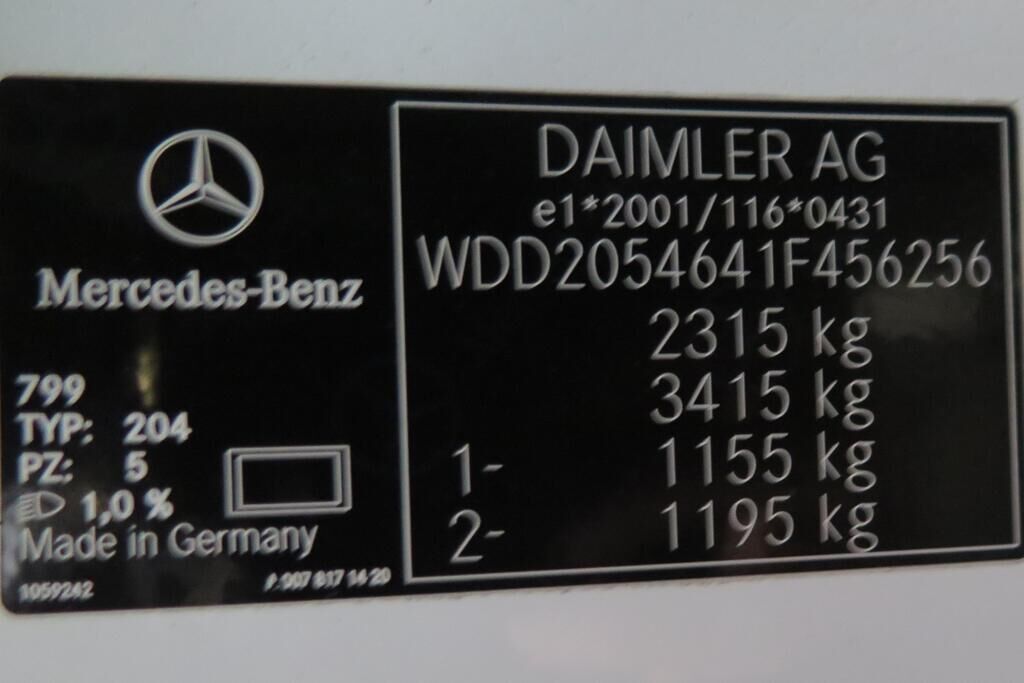 Mercedes-Benz
799
TYP: 204
PZ: 5
1,0 %
Made in Germany
1059242
A 007 817 14 20
DAIMLER AG
e1*2001/116*0431
WDD2054641F456256
2315 kg
3415 kg
1- 1155 kg
2- 1195 kg